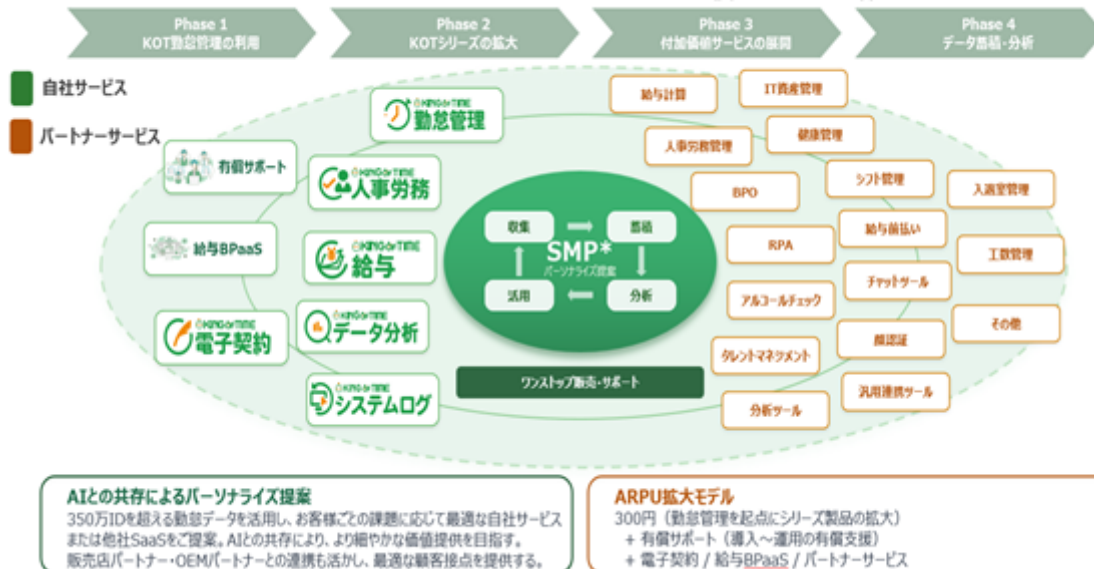 Phase 1
KOT勤怠管理の利用
Phase 2
KOTシリーズの拡大
Phase 3
付加価値サービスの展開
Phase 4
データ蓄積・分析
自社サービス
パートナーサービス
KING OF TIME
勤怠管理
有償サポート
KING OF TIME
人事労務
給与BPaaS
KING OF TIME
給与
KING OF TIME
電子契約
KING OF TIME
データ分析
KING OF TIME
システムログ
収集
蓄積
SMP*
パーソナライズ提案
活用
分析
ワンストップ販売・サポート
給与計算
IT資産管理
人事労務管理
健康管理
BPO
シフト管理
入退室管理
RPA
給与前払い
工数管理
アルコールチェック
チャットツール
その他
タレントマネジメント
顔認証
分析ツール
汎用連携ツール
AIとの共存によるパーソナライズ提案
350万IDを超える勤怠データを活用し、お客様ごとの課題に応じて最適な自社サービス
または他社SaaSをご提案。AIとの共存により、より細やかな価値提供を目指す。
販売店パートナー・OEMパートナーとの連携も活かし、最適な顧客接点を提供する。
ARPU拡大モデル
300円（勤怠管理を起点にシリーズ製品の拡大）
+ 有償サポート（導入～運用の有償支援）
+ 電子契約 / 給与BPaaS / パートナーサービス